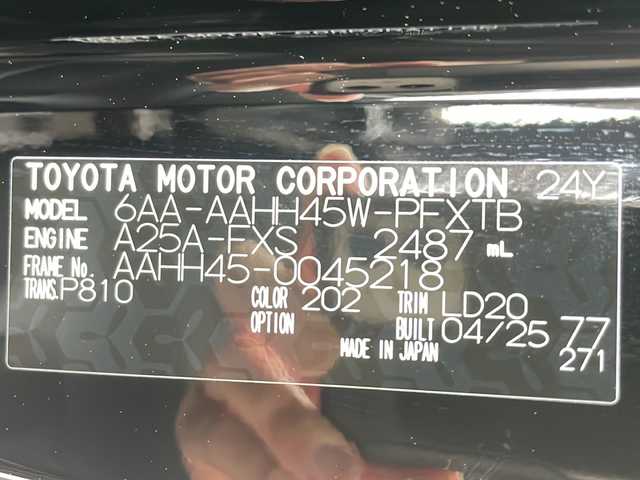 TOYOTA MOTOR CORPORATION 24Y
MODEL 6AA-AAHH45W-PFXTB
ENGINE A25A-FXS 2487 mL
FRAME No. AAHH45-0045218
TRANS. P810 COLOR 202 TRIM LD20
OPTION BUILT 04/25 77
MADE IN JAPAN 271